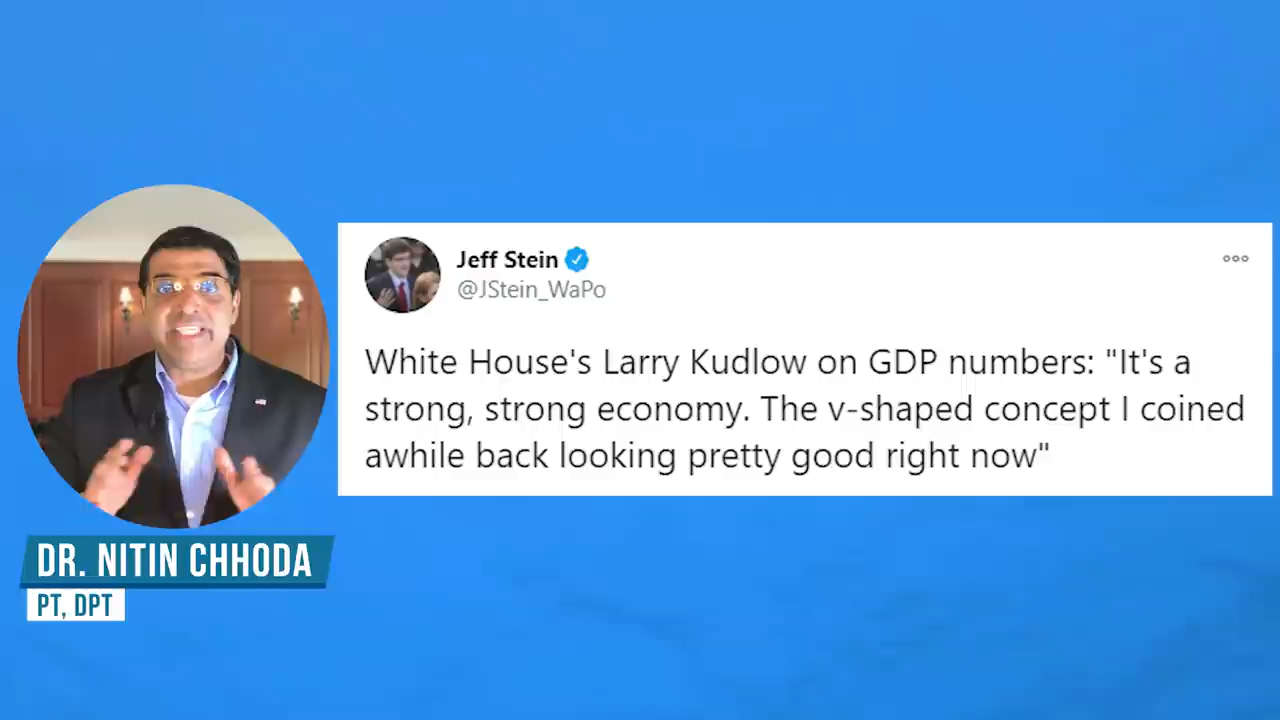 Jeff Stein
@JStein_WaPo
White House's Larry Kudlow on GDP numbers: "It's a
strong, strong economy. The v-shaped concept I coined
awhile back looking pretty good right now"
DR. NITIN CHHODA
PT, DPT